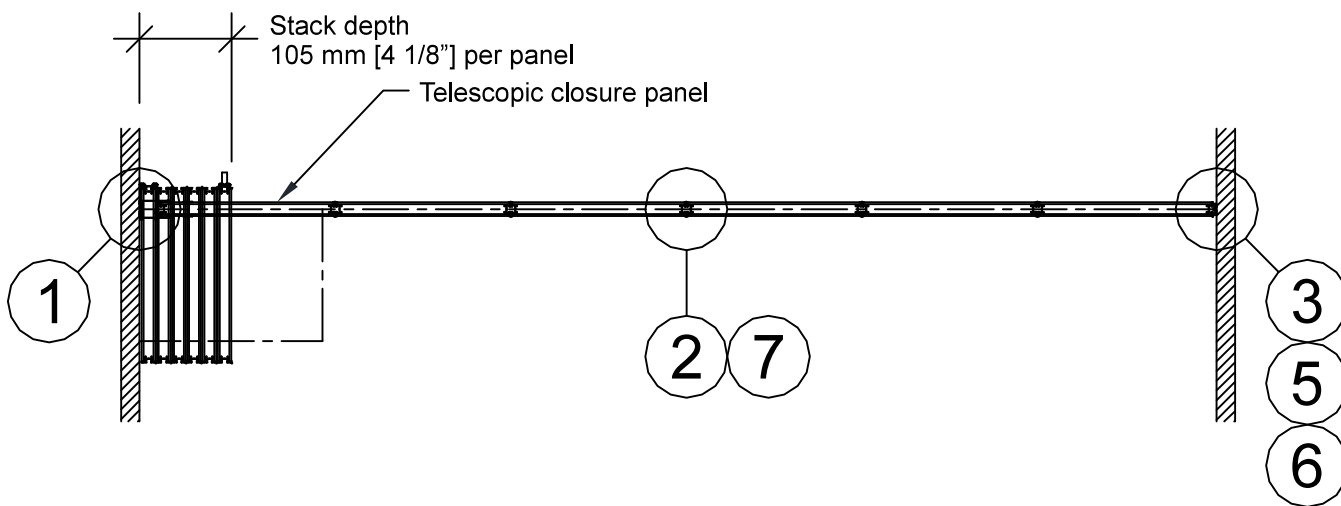 Stack depth
105 mm [4 1/8”] per panel
Telescopic closure panel
1
2 7
3
5
6